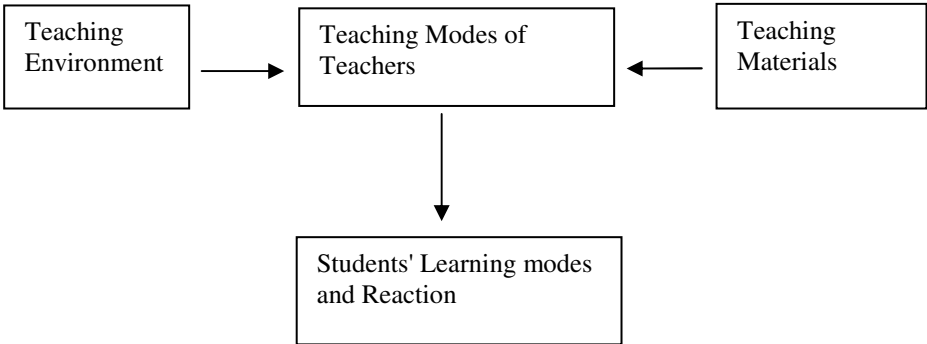 Teaching
Environment
Teaching Modes of
Teachers
Teaching
Materials
Students' Learning modes
and Reaction